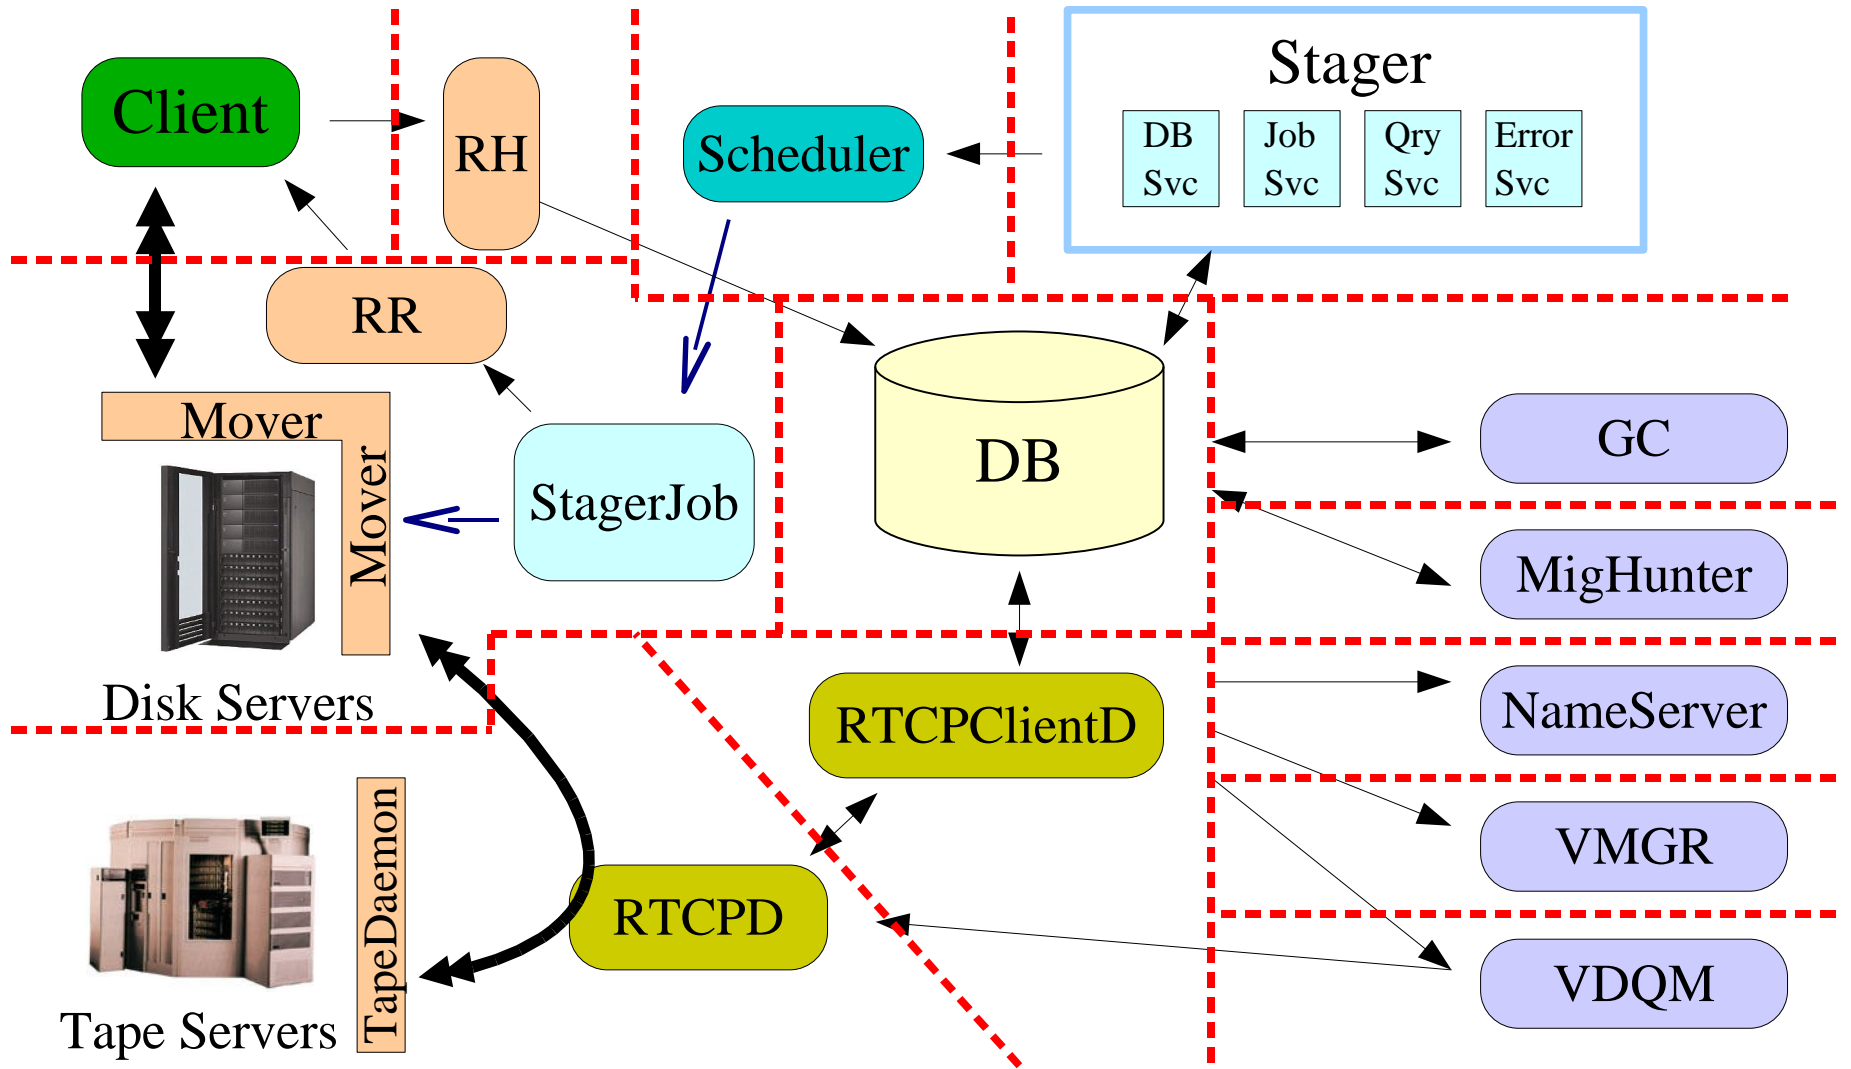 Stager
Client
RH
Scheduler
DB
Svc
Job
Svc
Qry
Svc
Error
Svc
RR
Mover
Mover
StagerJob
DB
GC
MigHunter
Disk Servers
RTCPClientD
NameServer
TapeDaemon
RTCPD
VMGR
VDQM
Tape Servers